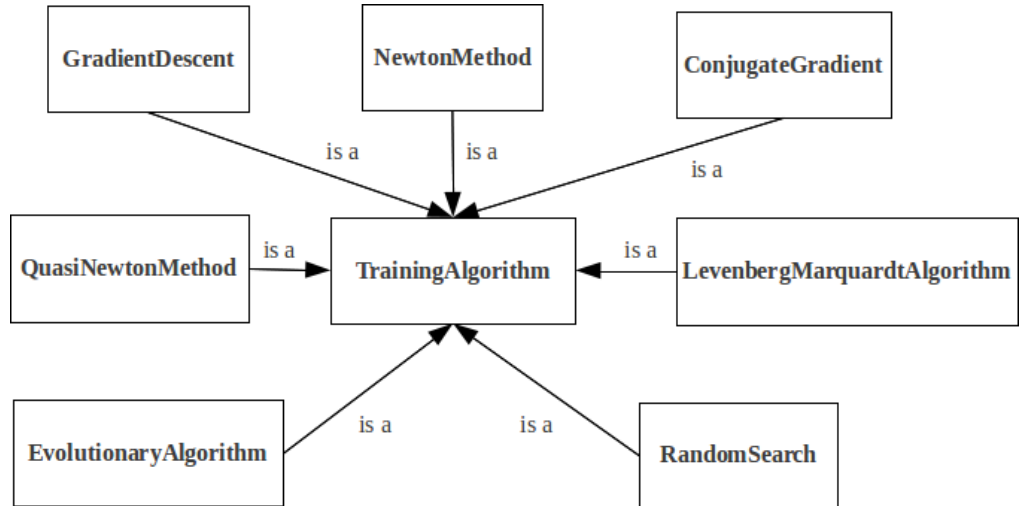 GradientDescent
NewtonMethod
ConjugateGradient
is a
is a
is a
QuasiNewtonMethod
is a
TrainingAlgorithm
is a
LevenbergMarquardtAlgorithm
is a
is a
EvolutionaryAlgorithm
RandomSearch